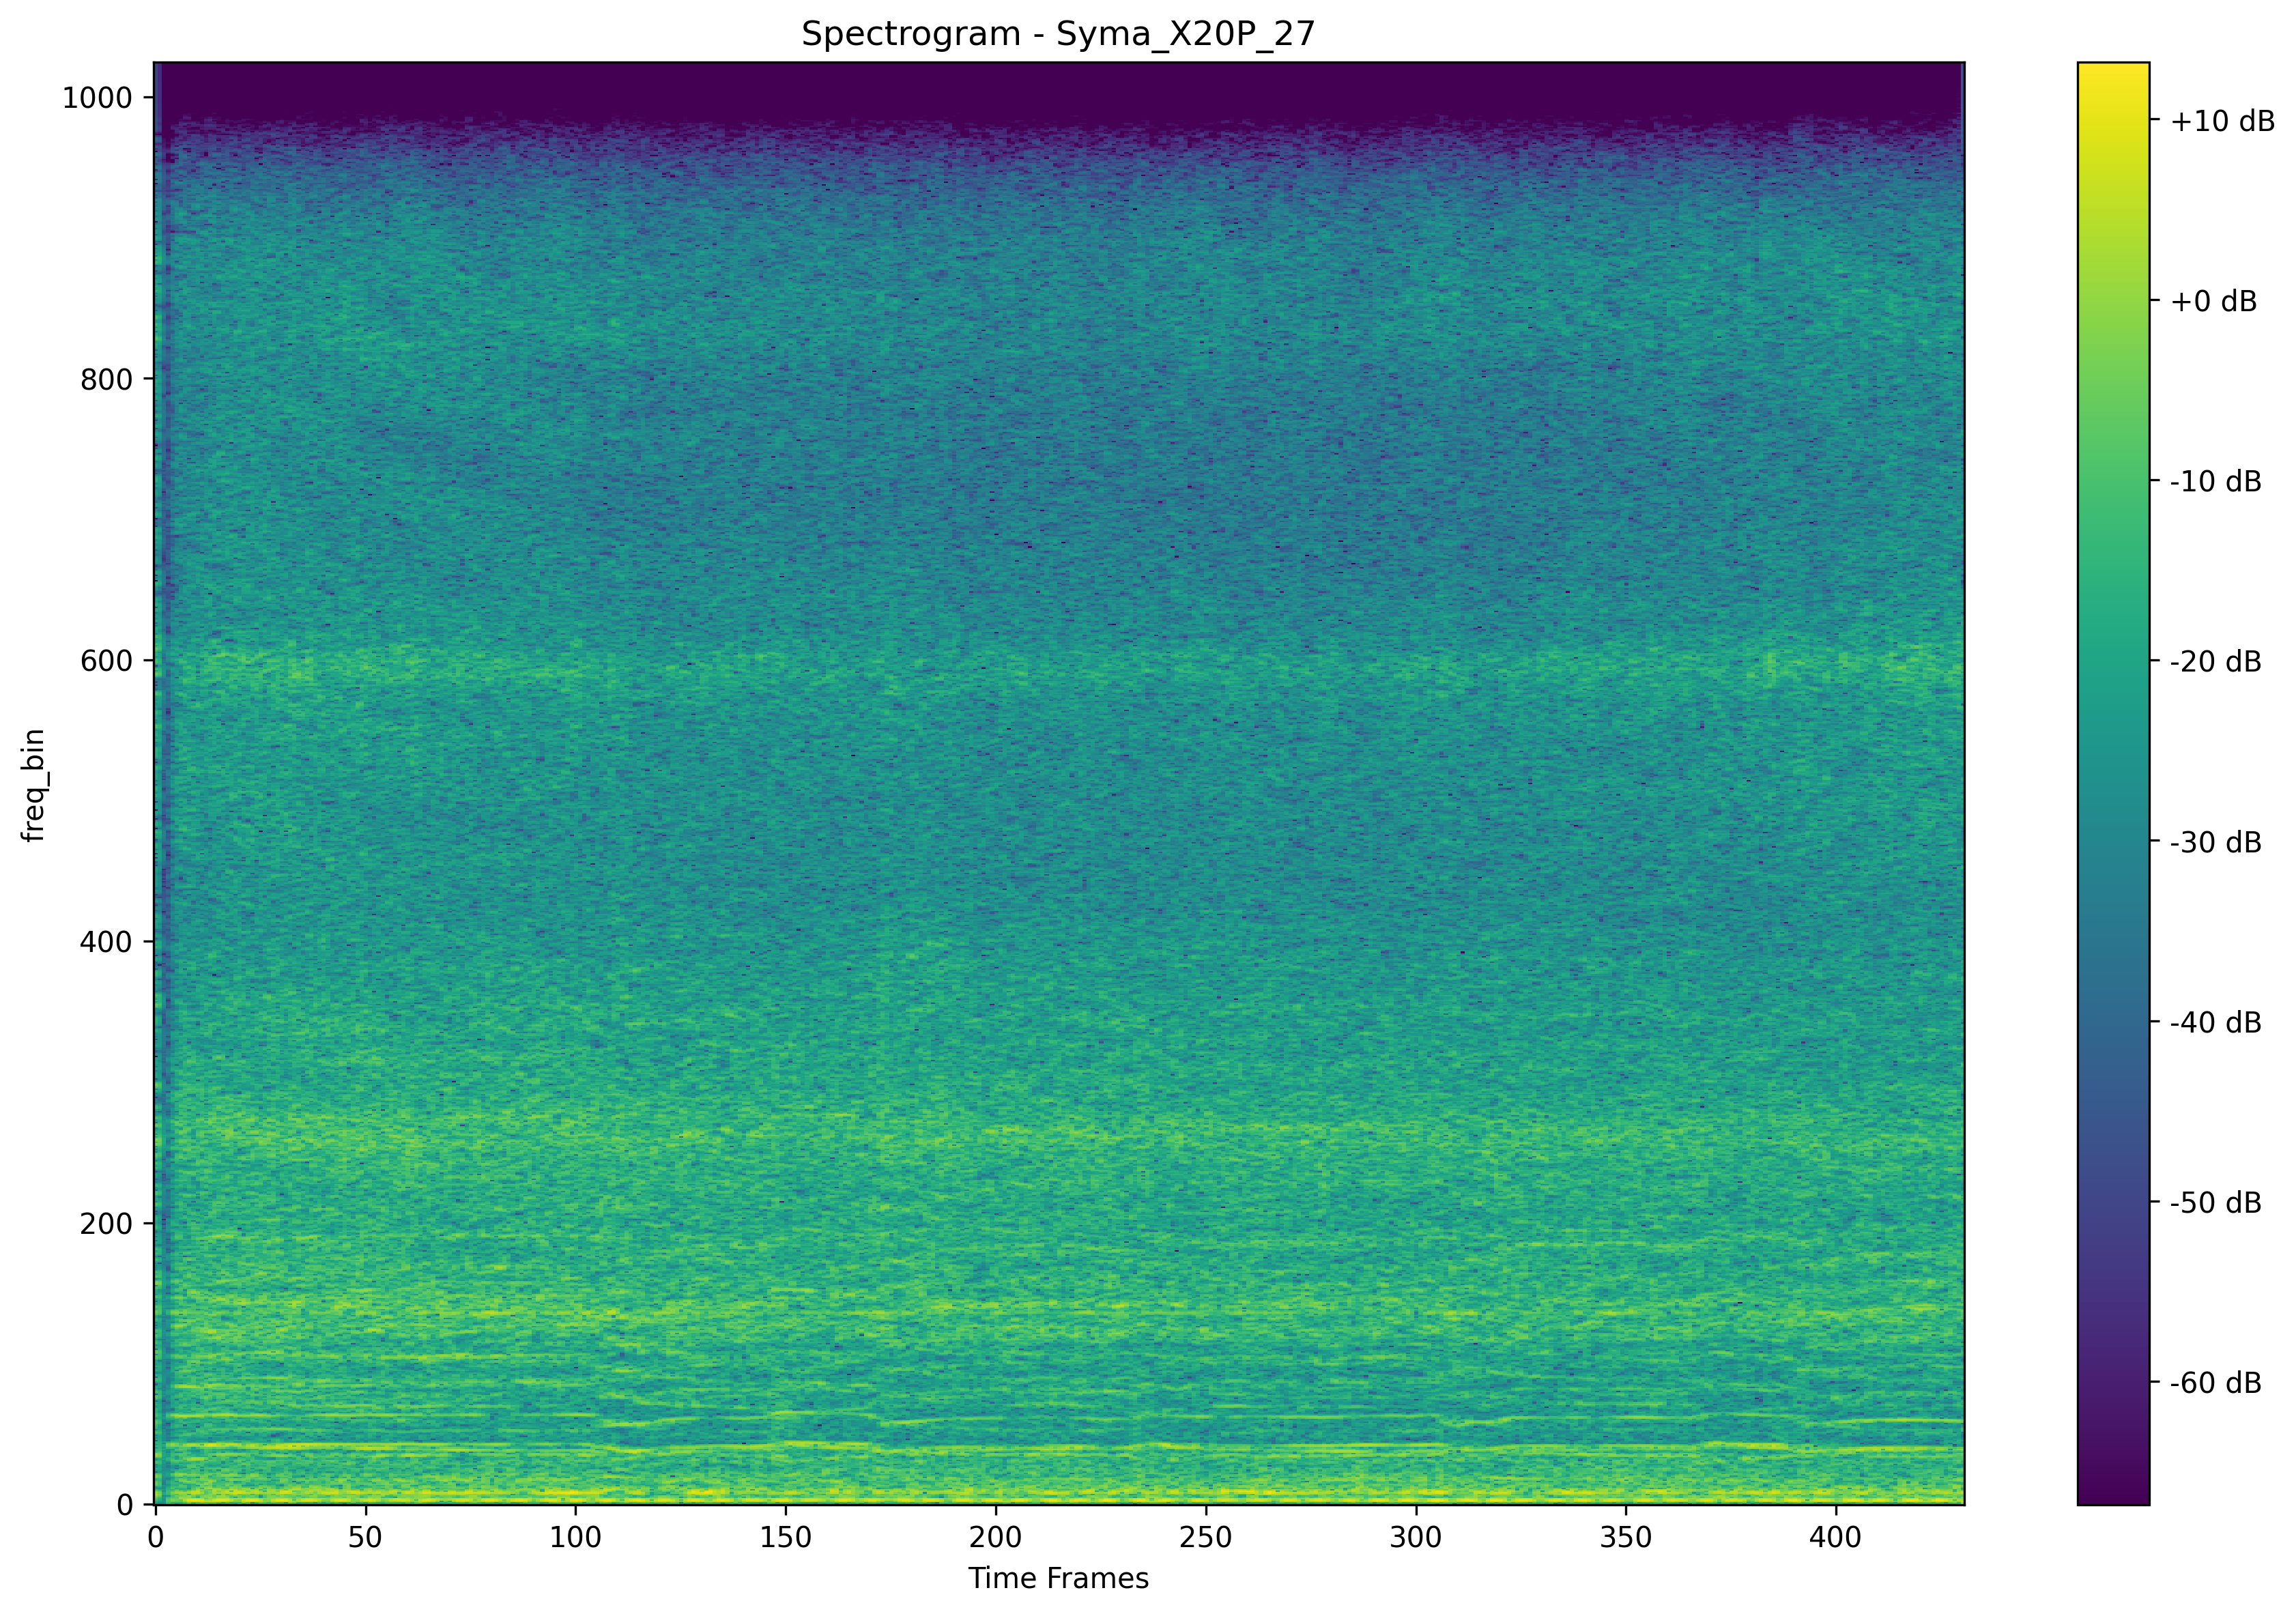 Spectrogram - Syma_X20P_27
freq_bin
1000
800
600
400
200
0
0 50 100 150 200 250 300 350 400
Time Frames
+10 dB
+0 dB
-10 dB
-20 dB
-30 dB
-40 dB
-50 dB
-60 dB